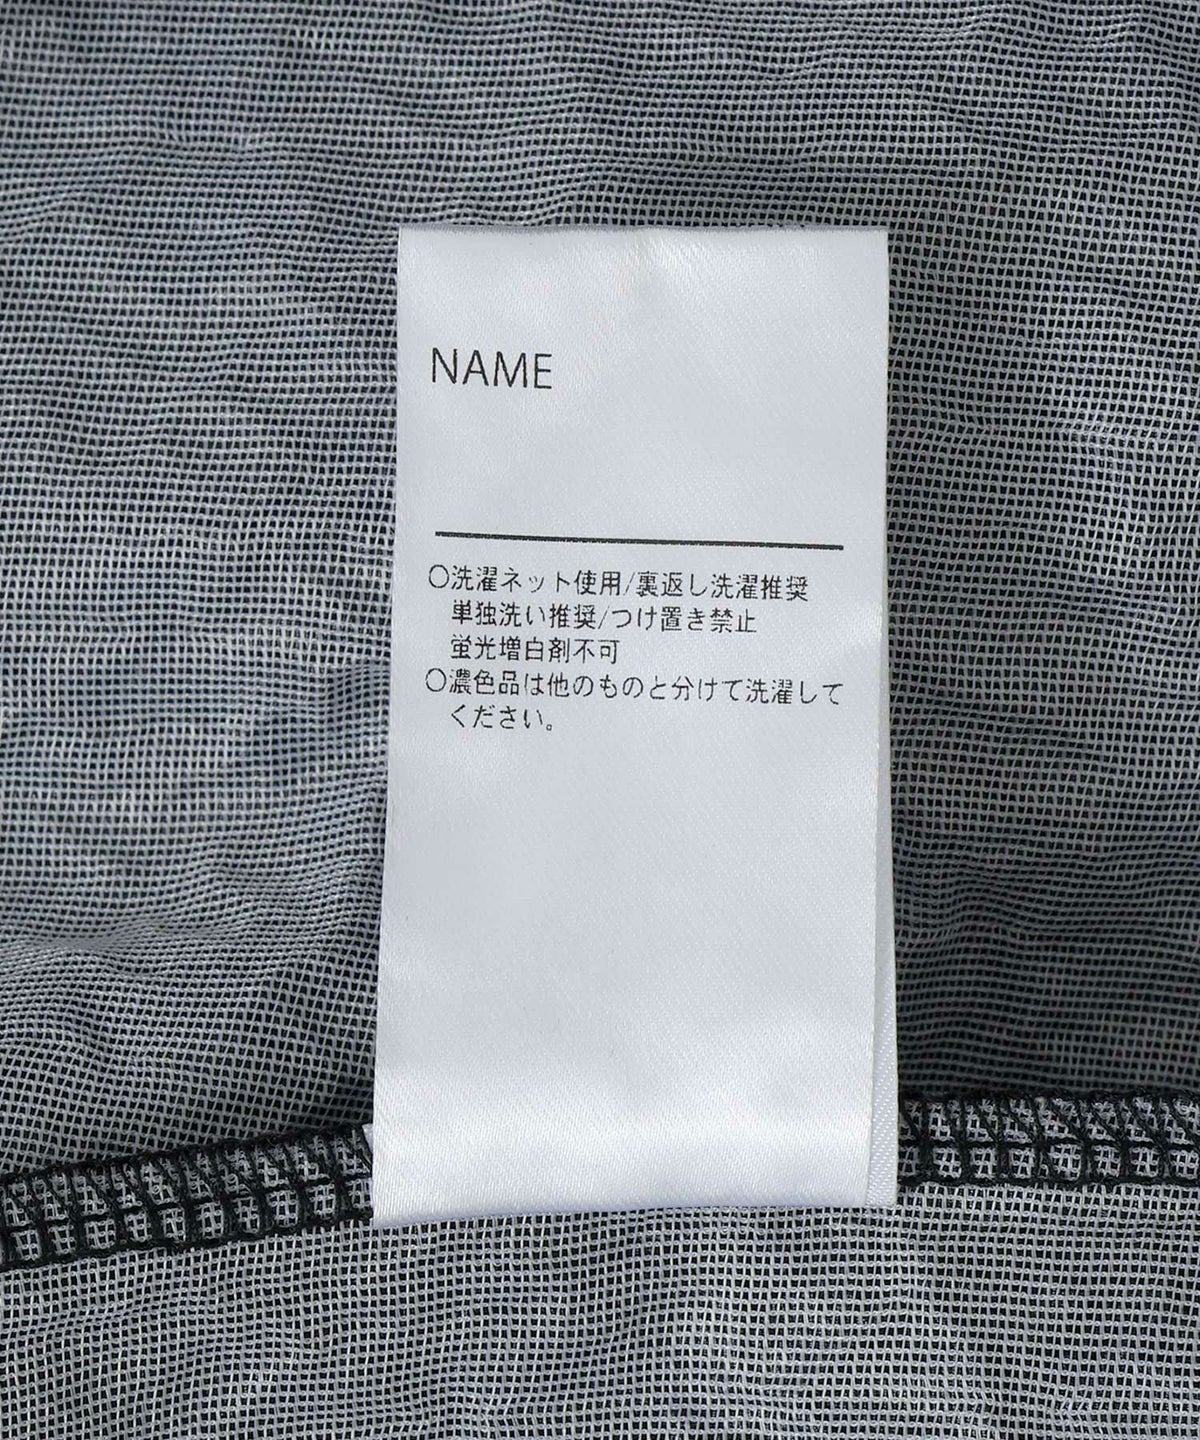 NAME
○洗濯ネット使用/裏返し洗濯推奨
単独洗い推奨/つけ置き禁止
蛍光増白剤不可
○濃色品は他のものと分けて洗濯して
ください。